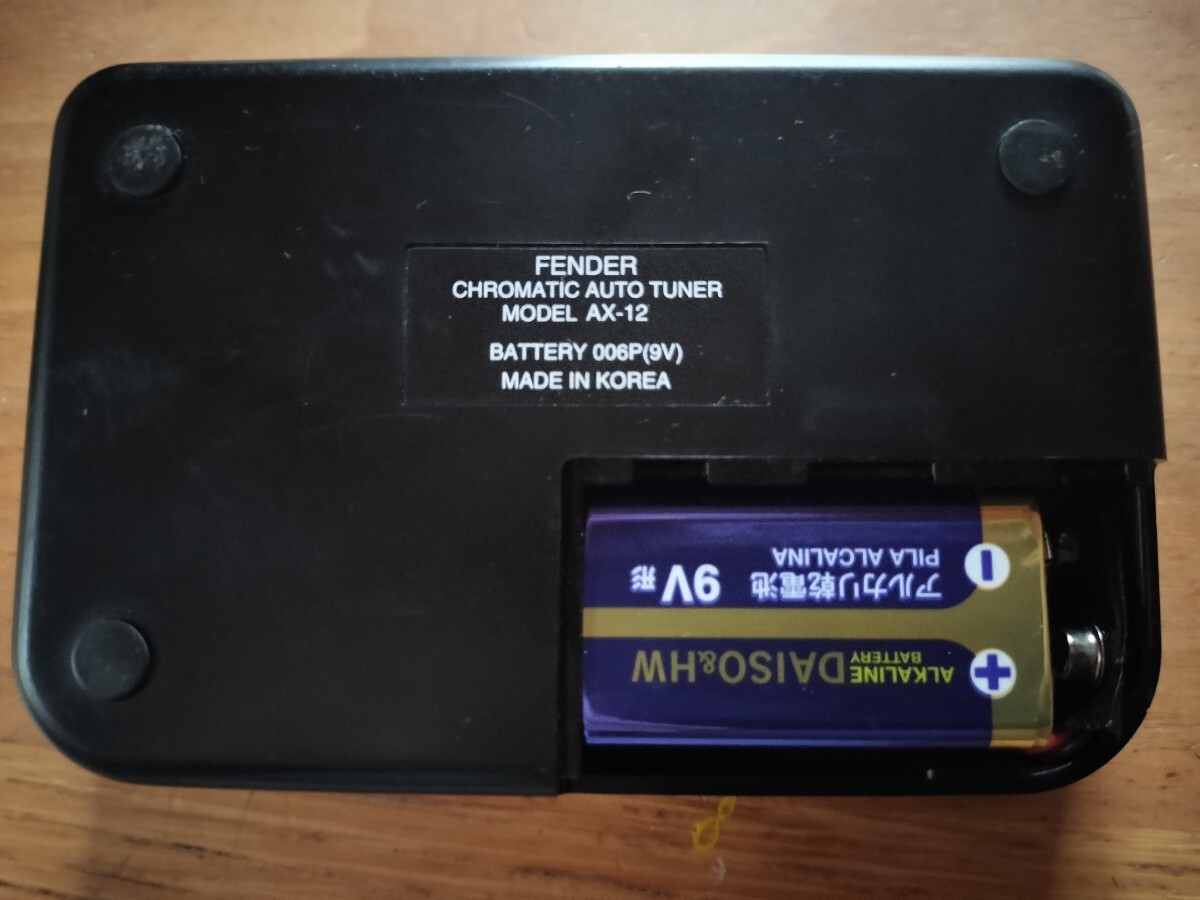 FENDER
CHROMATIC AUTO TUNER
MODEL AX-12
BATTERY 006P(9V)
MADE IN KOREA
ALKALINE
BATTERY
DAISO&HW
+
アルカリ乾電池
PILA ALCALINA
9V形
-